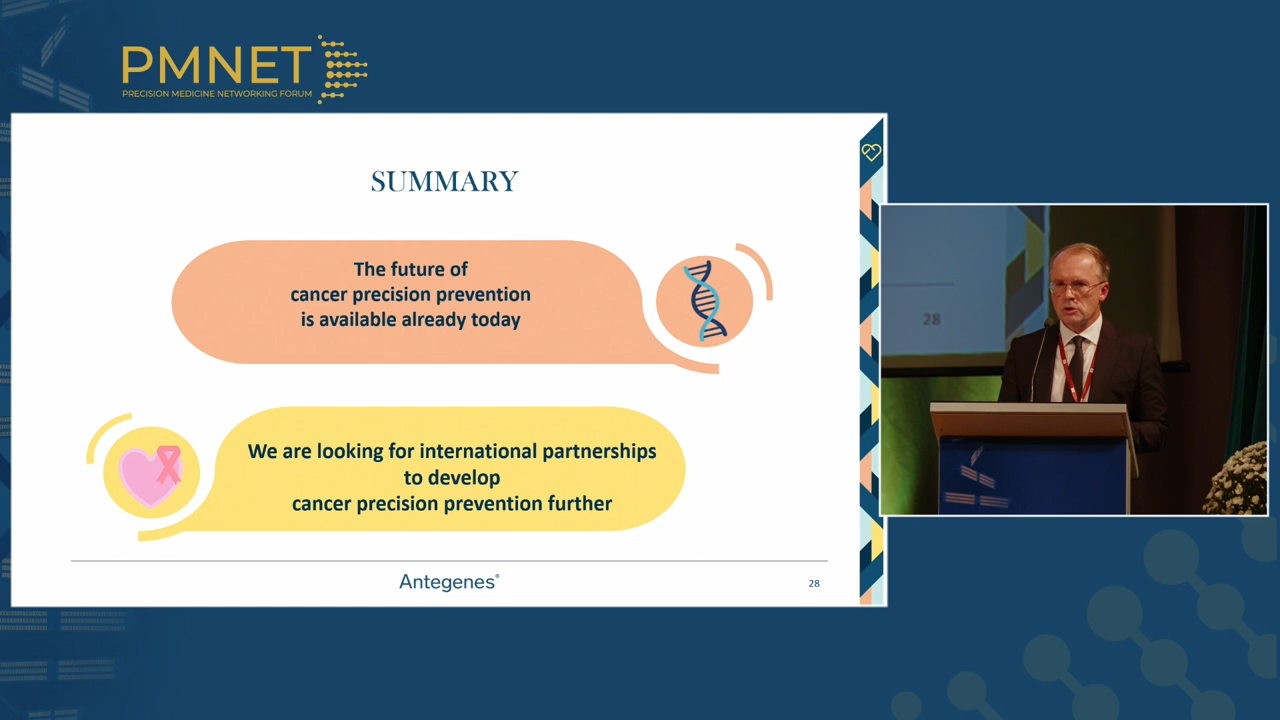 PMNET
PRECISION MEDICINE NETWORKING FORUM
SUMMARY
The future of
cancer precision prevention
is available already today
We are looking for international partnerships
to develop
cancer precision prevention further
Antegenes®
28
28